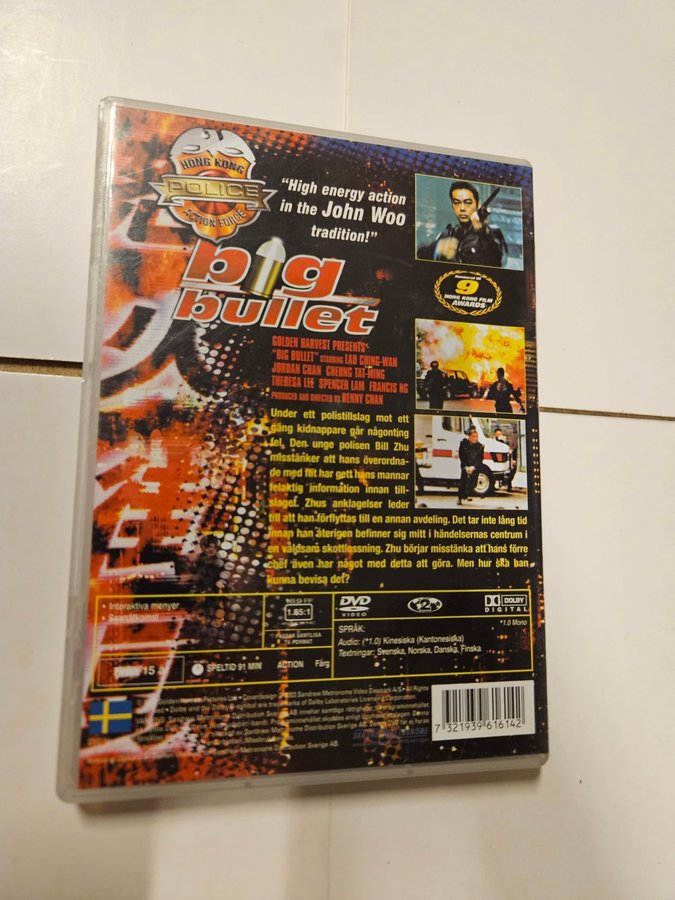 HONG KONG
POLICE
ACTION FORCE
"High energy action
in the John Woo
tradition!"
big
bullet
9
HONG KONG FILM
AWARDS
GOLDEN HARVEST PRESENTS
"BIG BULLET" STARRING LAU CHING-WAN
JORDAN CHAN CHEUNG TAT-MING
THERESA LEE SPENCER LAM FRANCIS NG
PRODUCED AND DIRECTED BY BENNY CHAN
Under ett polistillslag mot ett
gäng kidnappare går någonting
fel. Den unge polisen Bill Zhu
misstänker att hans överordna-
de med flit har gett hans mannar
felaktig information innan till-
slaget. Zhus anklagelser leder
till att han förflyttas till en annan avdeling. Det tar inte lång tid
innan han återigen befinner sig mitt i händelsernas centrum i
en våldsam skottlossning. Zhu börjar misstänka att hans förre
chef även har något med detta att göra. Men hur ska han
kunna bevisa det?
• Interaktiva menyer
• Scenåtkomst
16:9 FF
1.85:1
PASSAR SAMTLIGA
TV-FORMAT
DVD
VIDEO
2
DOLBY
DIGITAL
*1.0 Mono
SPRÅK:
Audio: (*1.0) Kinesiska (Kantonesiska)
Textningar: Svenska, Norska, Danska, Finska
15 år
SPELTID 91 MIN
ACTION
Färg
7 321939 616142